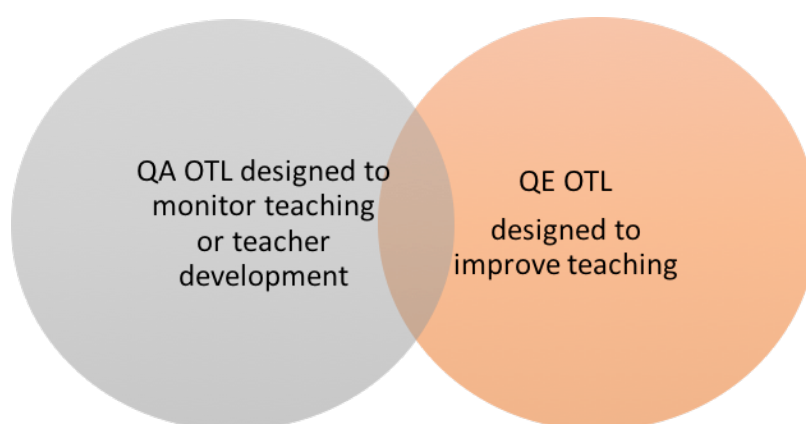 QA OTL designed to
monitor teaching
or teacher
development
QE OTL
designed to
improve teaching